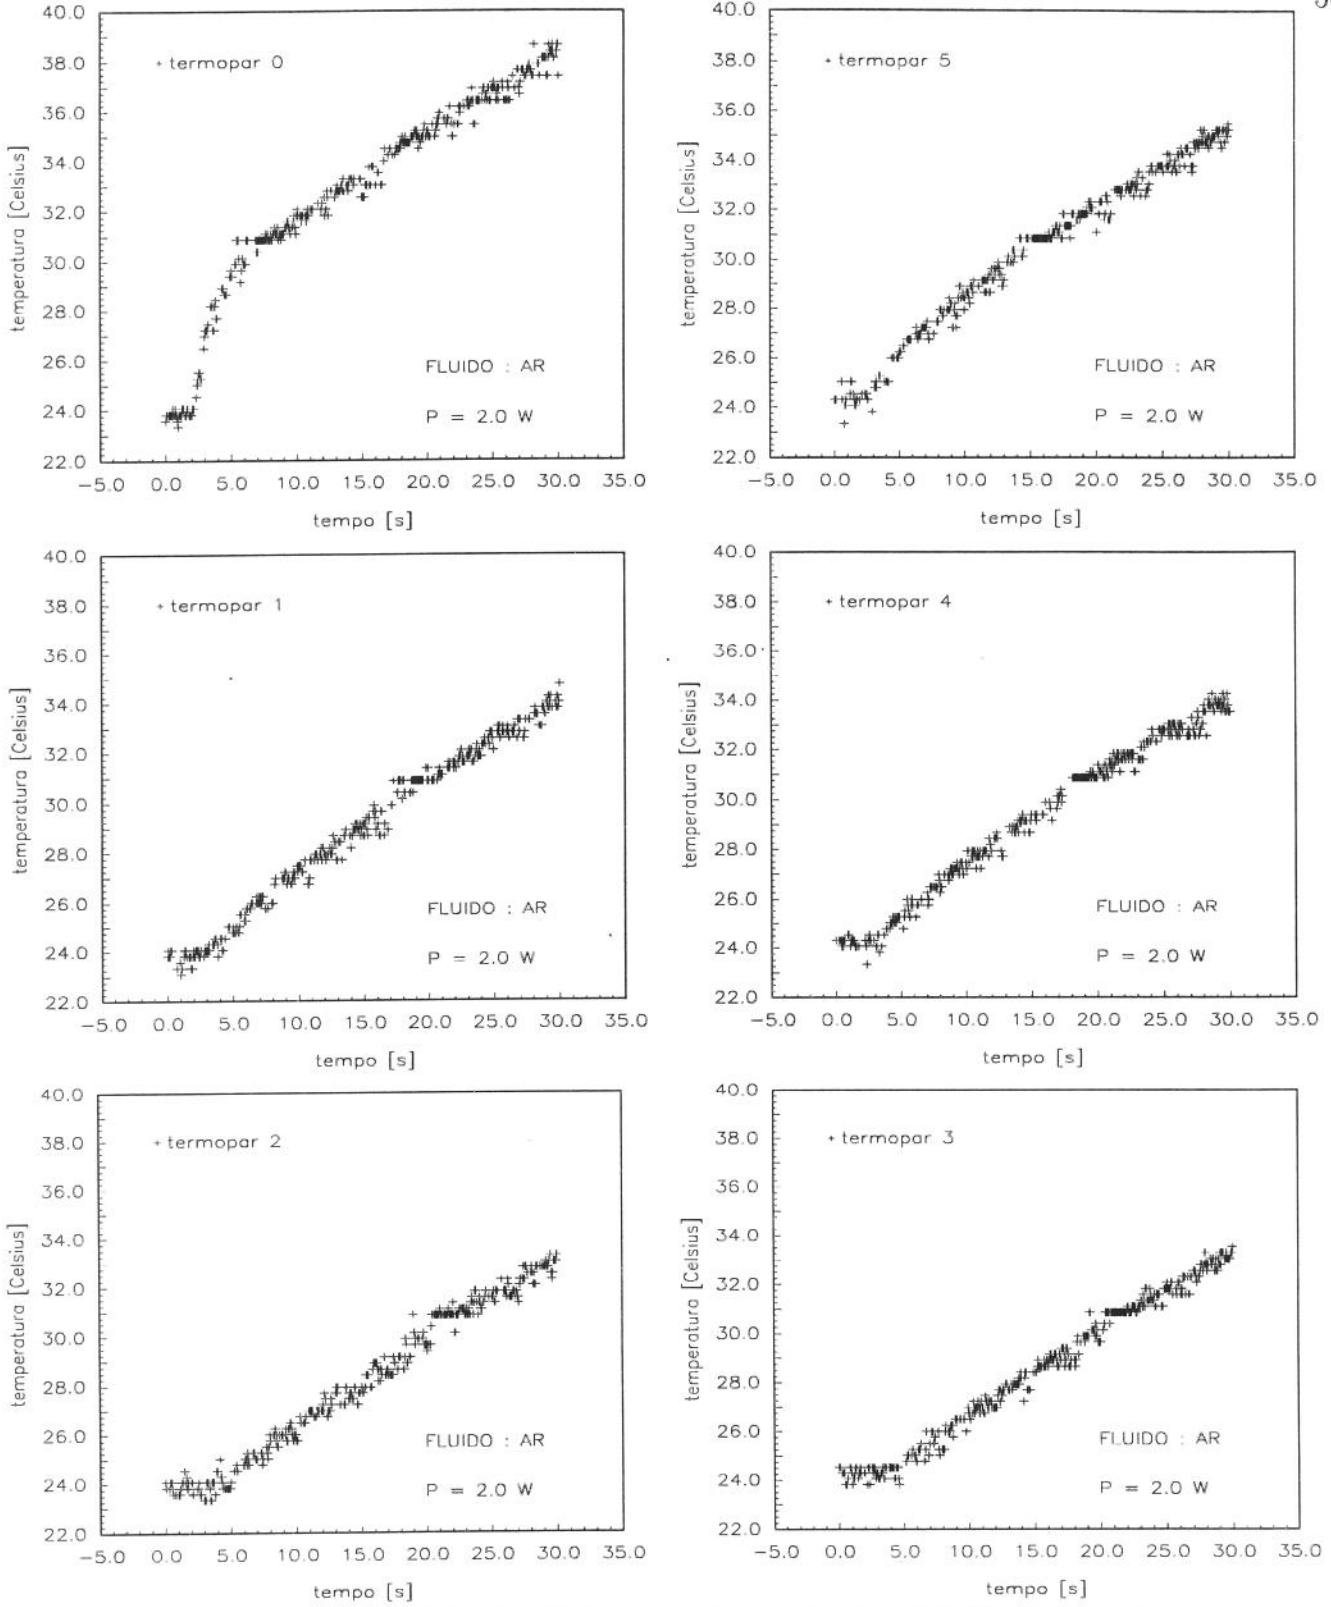 40.0
38.0
36.0
34.0
32.0
30.0
28.0
26.0
24.0
22.0
temperatura [Celsius]
+ termopar 0
FLUIDO : AR
P = 2.0 W
−5.0 0.0 5.0 10.0 15.0 20.0 25.0 30.0 35.0
tempo [s]
40.0
38.0
36.0
34.0
32.0
30.0
28.0
26.0
24.0
22.0
temperatura [Celsius]
+ termopar 5
FLUIDO : AR
P = 2.0 W
−5.0 0.0 5.0 10.0 15.0 20.0 25.0 30.0 35.0
tempo [s]
40.0
38.0
36.0
34.0
32.0
30.0
28.0
26.0
24.0
22.0
temperatura [Celsius]
+ termopar 1
FLUIDO : AR
P = 2.0 W
−5.0 0.0 5.0 10.0 15.0 20.0 25.0 30.0 35.0
tempo [s]
40.0
38.0
36.0
34.0
32.0
30.0
28.0
26.0
24.0
22.0
temperatura [Celsius]
+ termopar 4
FLUIDO : AR
P = 2.0 W
−5.0 0.0 5.0 10.0 15.0 20.0 25.0 30.0 35.0
tempo [s]
40.0
38.0
36.0
34.0
32.0
30.0
28.0
26.0
24.0
22.0
temperatura [Celsius]
+ termopar 2
FLUIDO : AR
P = 2.0 W
−5.0 0.0 5.0 10.0 15.0 20.0 25.0 30.0 35.0
tempo [s]
40.0
38.0
36.0
34.0
32.0
30.0
28.0
26.0
24.0
22.0
temperatura [Celsius]
+ termopar 3
FLUIDO : AR
P = 2.0 W
−5.0 0.0 5.0 10.0 15.0 20.0 25.0 30.0 35.0
tempo [s]